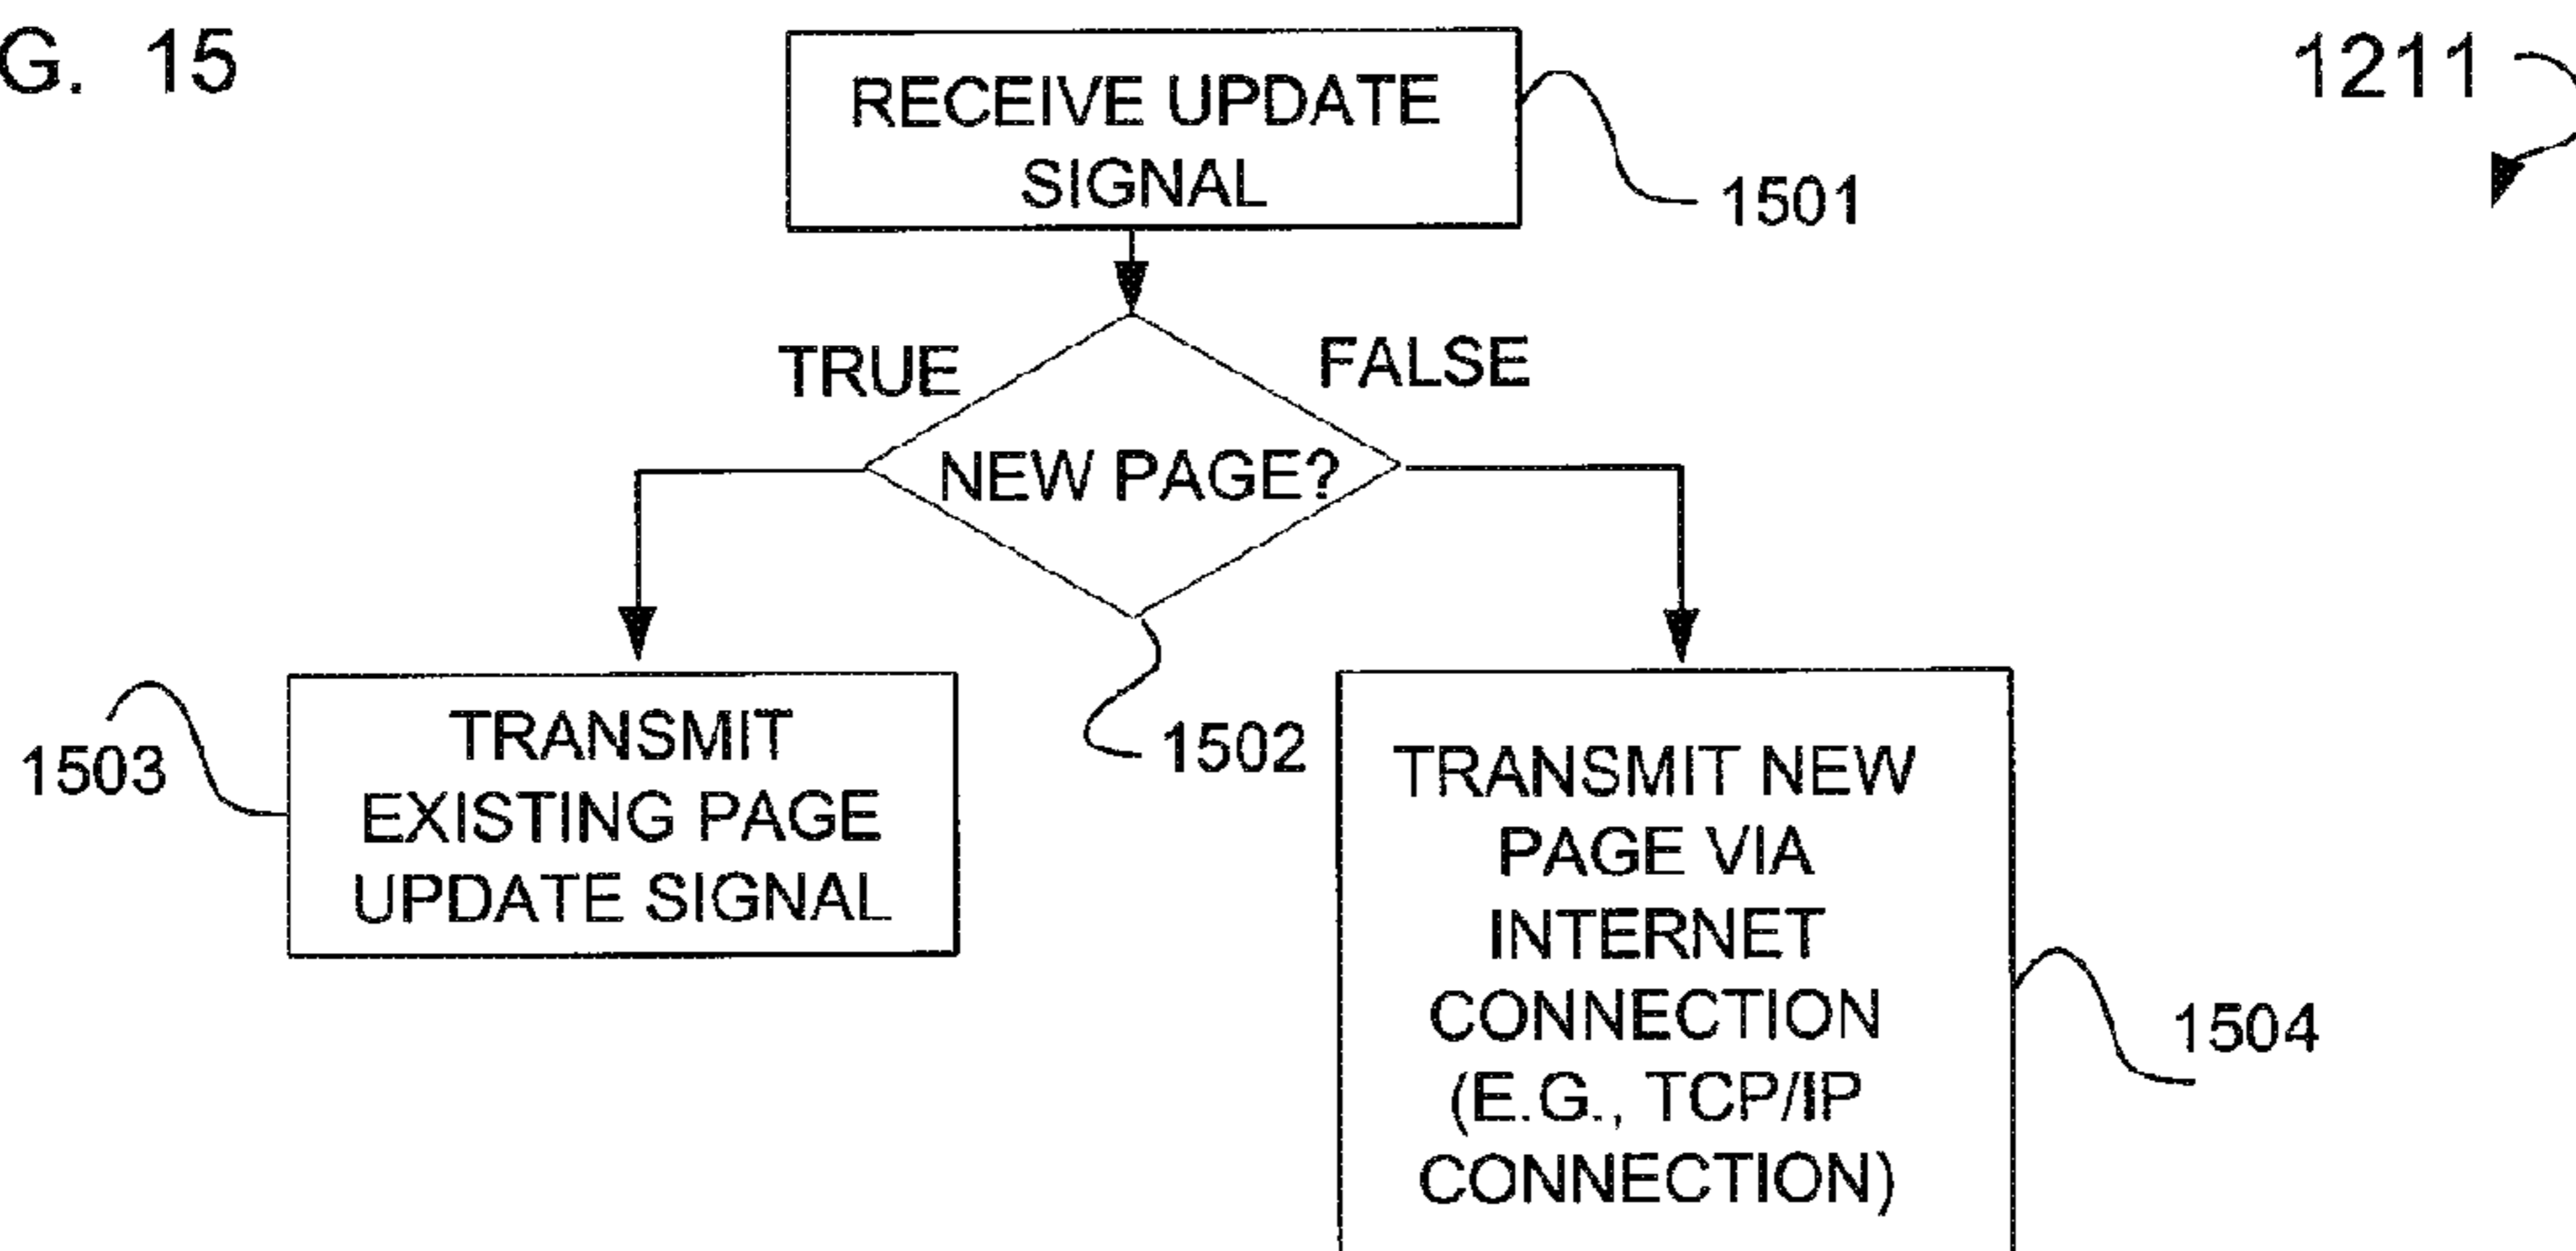 G. 15
1211
RECEIVE UPDATE
SIGNAL
1501
TRUE
FALSE
NEW PAGE?
1502
1503
TRANSMIT
EXISTING PAGE
UPDATE SIGNAL
TRANSMIT NEW
PAGE VIA
INTERNET
CONNECTION
(E.G., TCP/IP
CONNECTION)
1504